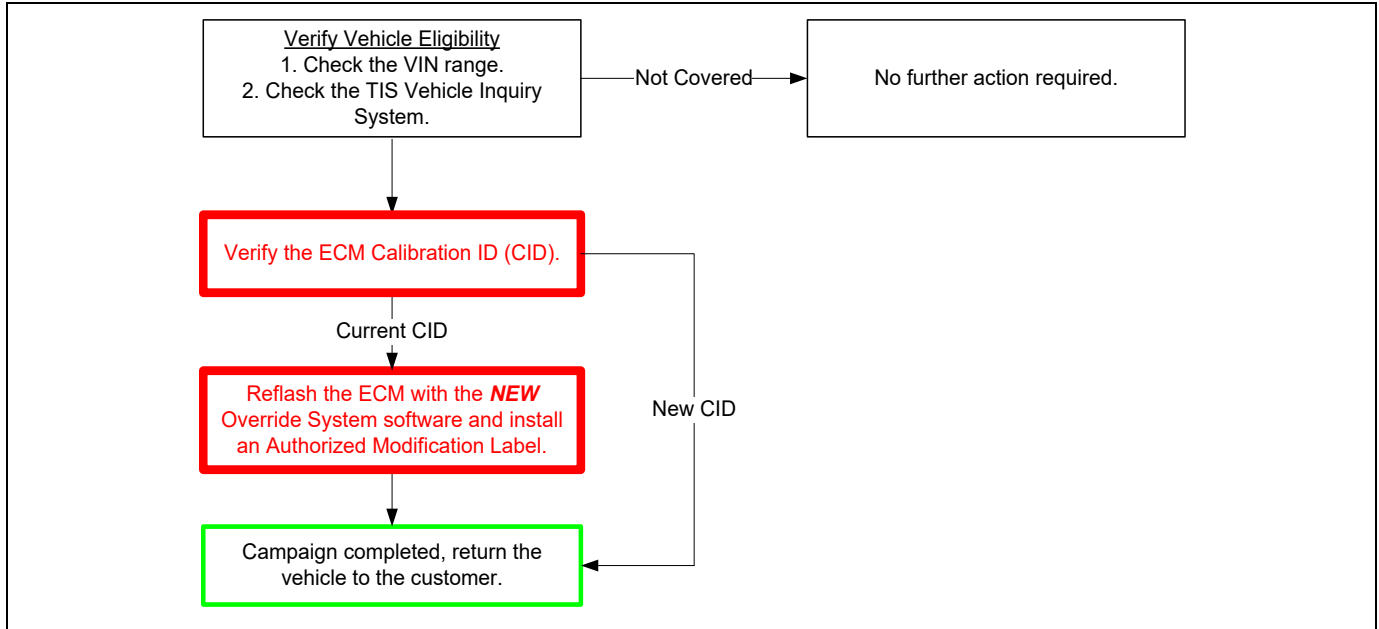 Verify Vehicle Eligibility
1. Check the VIN range.
2. Check the TIS Vehicle Inquiry
System.
Not Covered
No further action required.
Verify the ECM Calibration ID (CID).
Current CID
New CID
Reflash the ECM with the NEW
Override System software and install
an Authorized Modification Label.
Campaign completed, return the
vehicle to the customer.